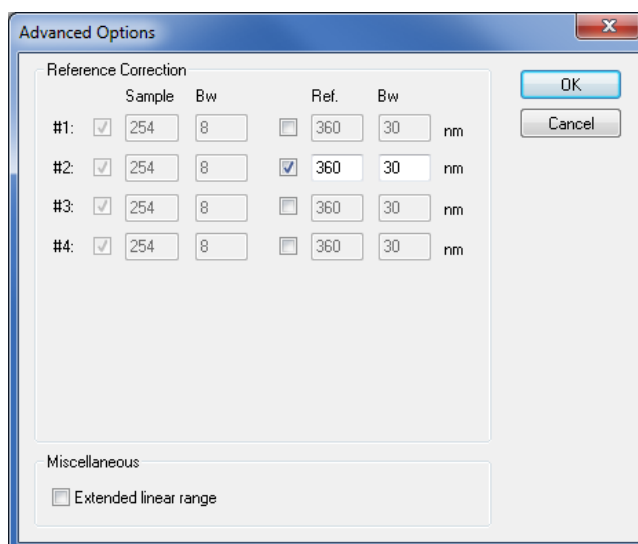 Advanced Options
Reference Correction
Sample Bw Ref. Bw
#1: 254 8 360 30 nm
#2: 254 8 360 30 nm
#3: 254 8 360 30 nm
#4: 254 8 360 30 nm
OK
Cancel
Miscellaneous
Extended linear range